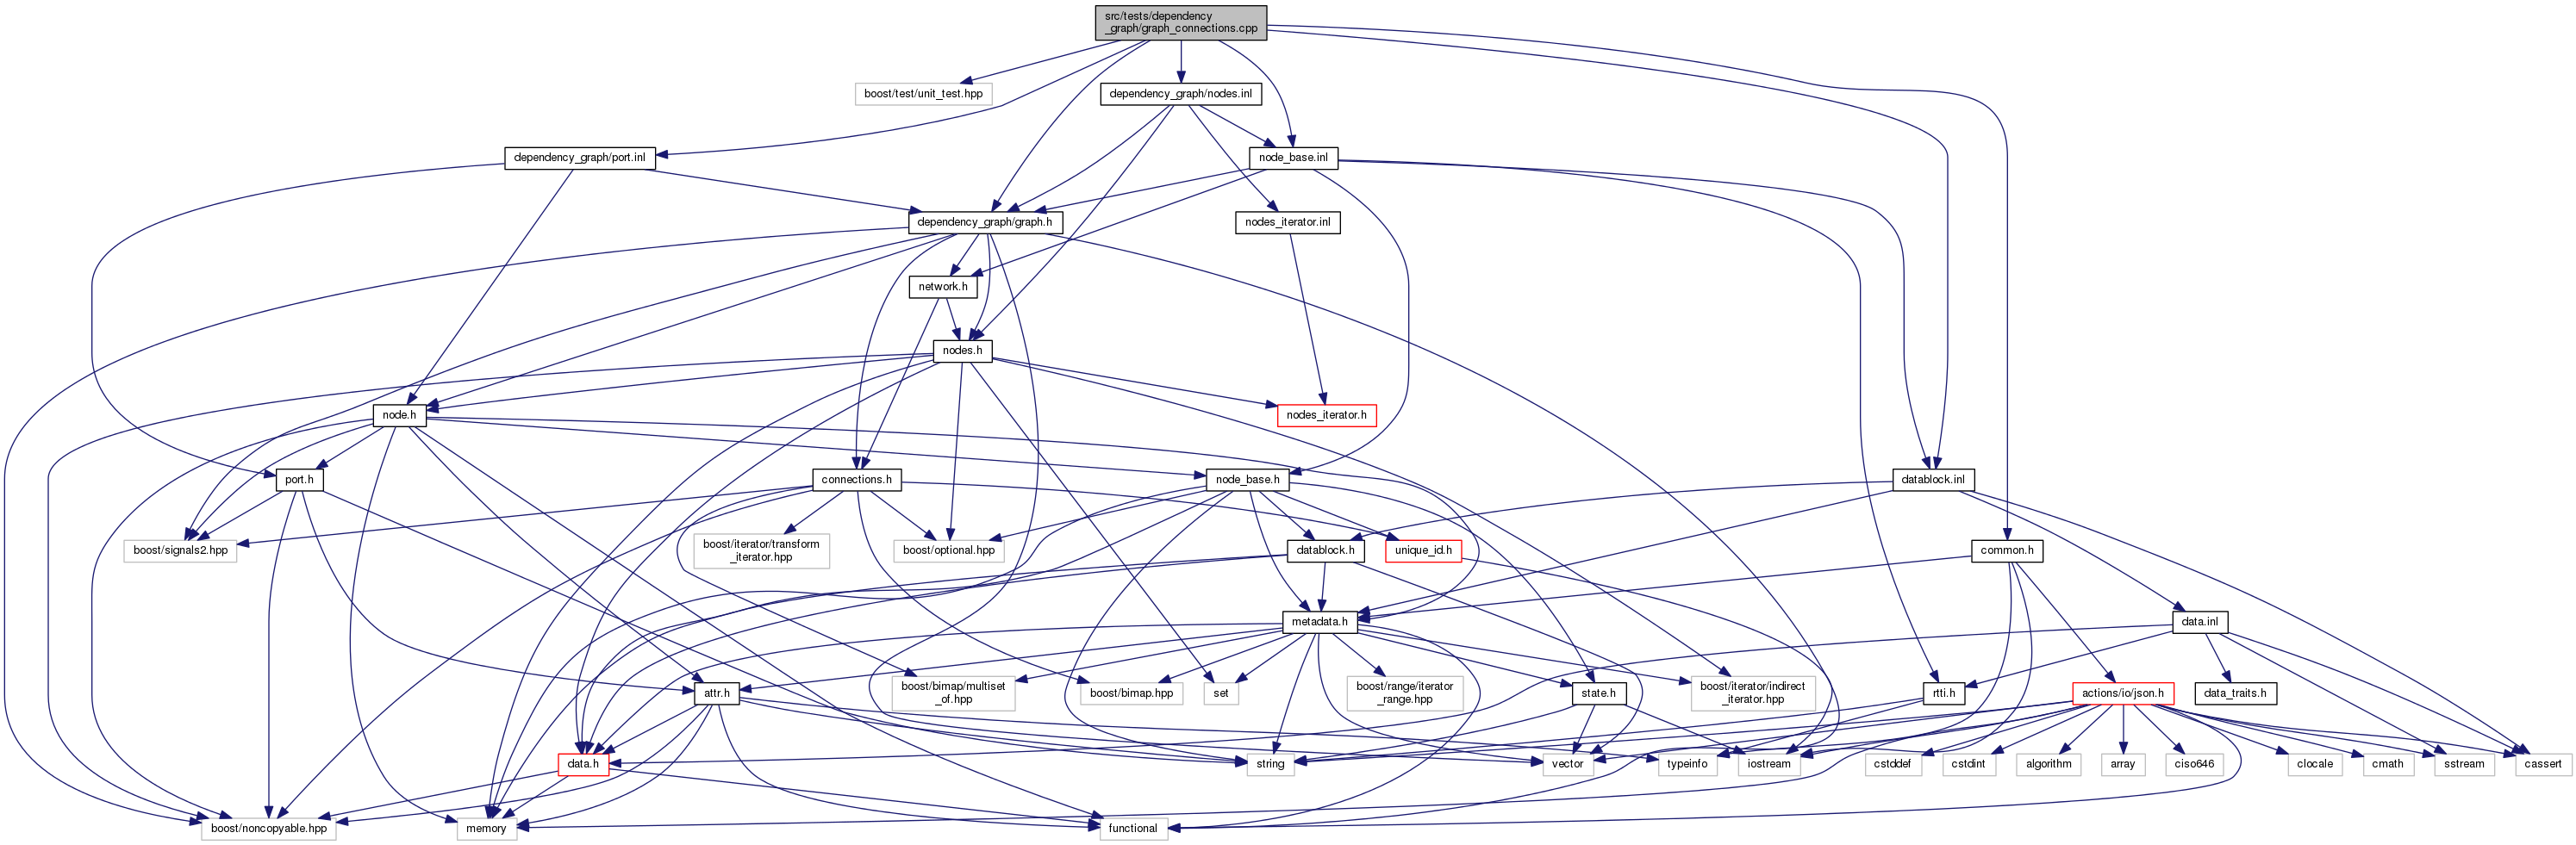 src/tests/dependency
_graph/graph_connections.cpp
boost/test/unit_test.hpp
dependency_graph/nodes.inl
dependency_graph/port.inl
node_base.inl
dependency_graph/graph.h
nodes_iterator.inl
network.h
nodes.h
node.h
nodes_iterator.h
port.h
connections.h
node_base.h
datablock.inl
boost/signals2.hpp
boost/iterator/transform
_iterator.hpp
boost/optional.hpp
datablock.h
unique_id.h
common.h
metadata.h
data.inl
attr.h
boost/bimap/multiset
_of.hpp
boost/bimap.hpp
set
boost/range/iterator
_range.hpp
state.h
boost/iterator/indirect
_iterator.hpp
rtti.h
actions/io/json.h
data_traits.h
data.h
string
vector
typeinfo
iostream
cstddef
cstdint
algorithm
array
ciso646
clocale
cmath
sstream
cassert
boost/noncopyable.hpp
memory
functional